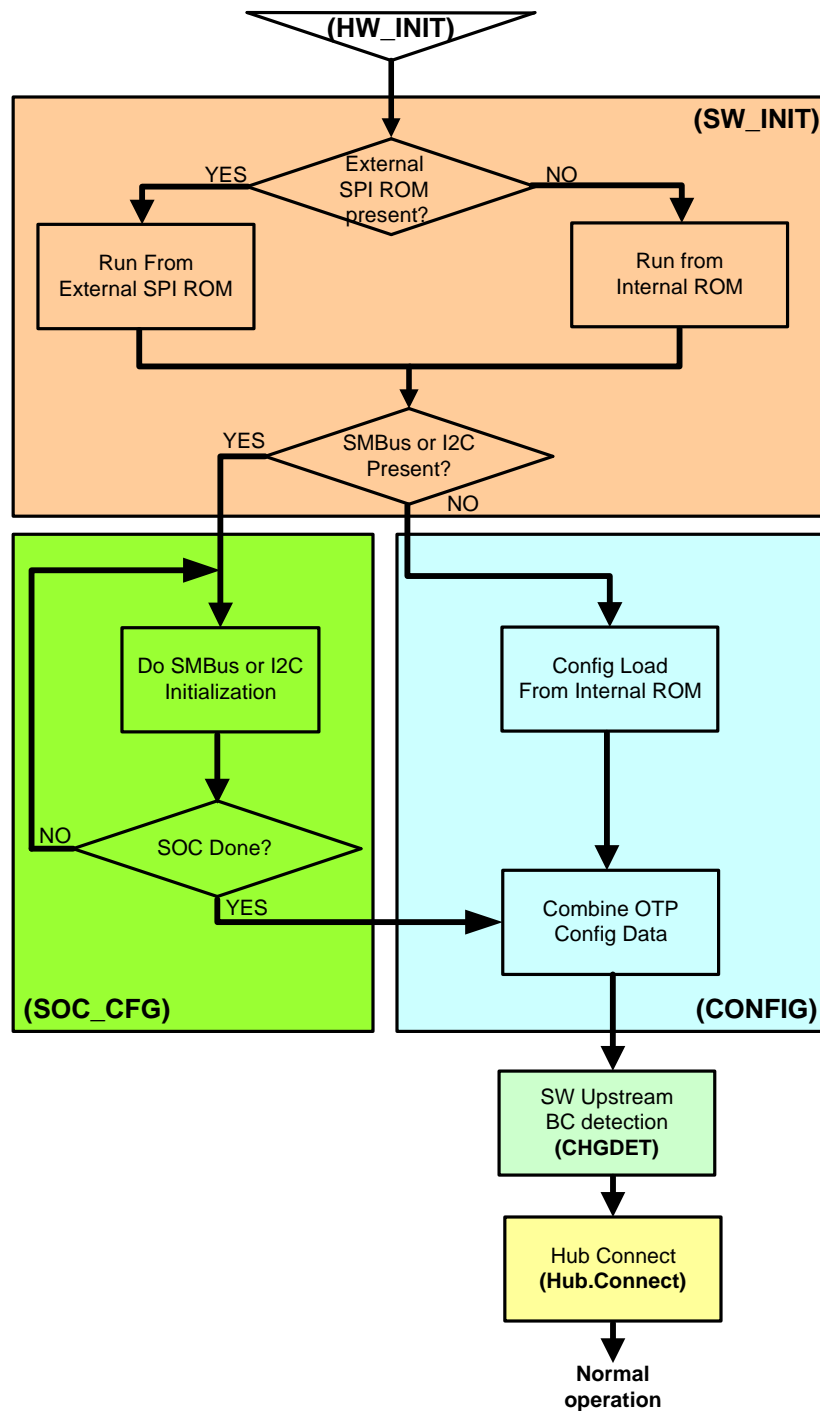 (HW_INIT)
(SW_INIT)
External
SPI ROM
present?
YES
NO
Run From
External SPI ROM
Run from
Internal ROM
SMBus or I2C
Present?
YES
NO
Do SMBus or I2C
Initialization
Config Load
From Internal ROM
SOC Done?
NO
YES
Combine OTP
Config Data
(SOC_CFG)
(CONFIG)
SW Upstream
BC detection
(CHGDET)
Hub Connect
(Hub.Connect)
Normal
operation